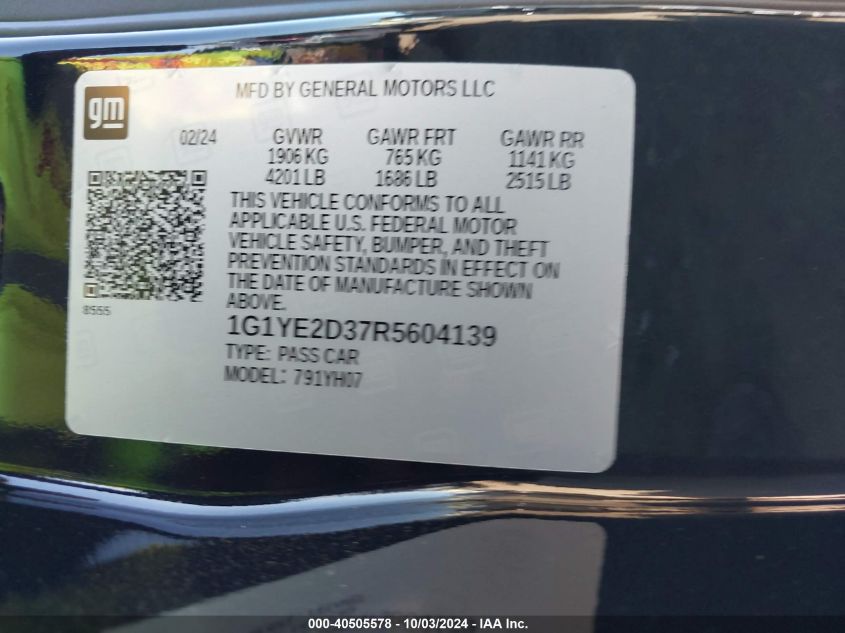 gm
MFD BY GENERAL MOTORS LLC
02/24 GVWR GAWR FRT GAWR RR
1906 KG 765 KG 1141 KG
4201 LB 1686 LB 2515 LB
THIS VEHICLE CONFORMS TO ALL
APPLICABLE U.S. FEDERAL MOTOR
VEHICLE SAFETY, BUMPER, AND THEFT
PREVENTION STANDARDS IN EFFECT ON
THE DATE OF MANUFACTURE SHOWN
ABOVE.
8555
1G1YE2D37R5604139
TYPE: PASS CAR
MODEL: 791YH07
000-40505578 - 10/03/2024 - IAA Inc.